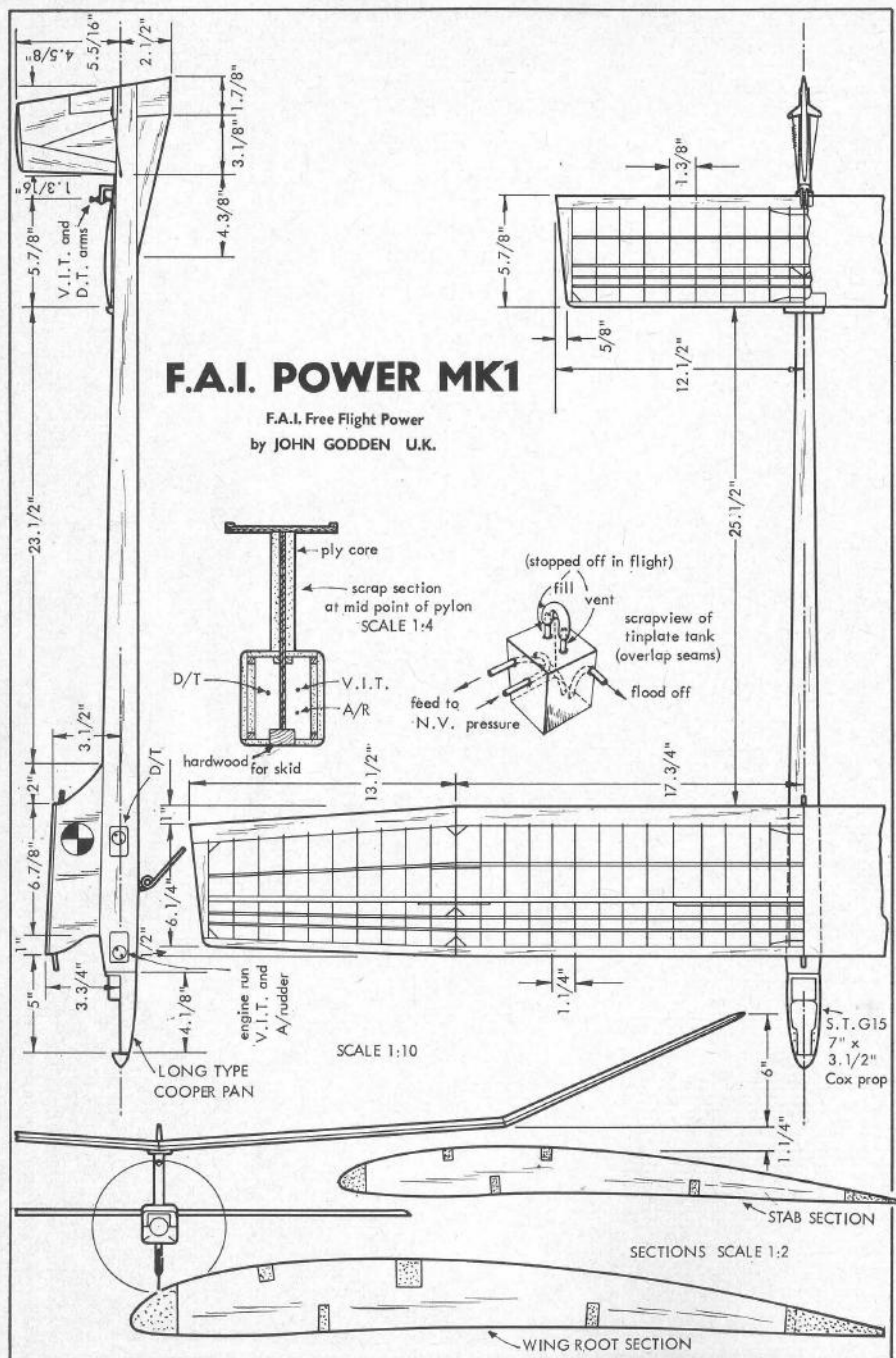 4.5/8"
5.5/16"
2.1/2"
1.7/8"
3.1/8"
4.3/8"
1.3/16"
5.7/8"
V.I.T. and
D.T. arms
23.1/2"
1.3/8"
5.7/8"
5/8"
12.1/2"
25.1/2"
F.A.I. POWER MK1
F.A.I. Free Flight Power
by JOHN GODDEN U.K.
ply core
scrap section
at mid point of pylon
SCALE 1:4
D/T
V.I.T.
A/R
hardwood
for skid
(stopped off in flight)
fill
vent
scrapview of
tinplate tank
(overlap seams)
feed to
N.V.
pressure
flood off
3.1/2"
2"
D/T
6.7/8"
1"
5"
3.3/4"
1/2"
4.1/8"
LONG TYPE
COOPER PAN
engine run
V.I.T. and
A/rudder
13.1/2"
17.3/4"
1"
6.1/4"
1.1/4"
SCALE 1:10
S.T.G15
7" x
3.1/2"
Cox prop
6"
1.1/4"
STAB SECTION
SECTIONS SCALE 1:2
WING ROOT SECTION